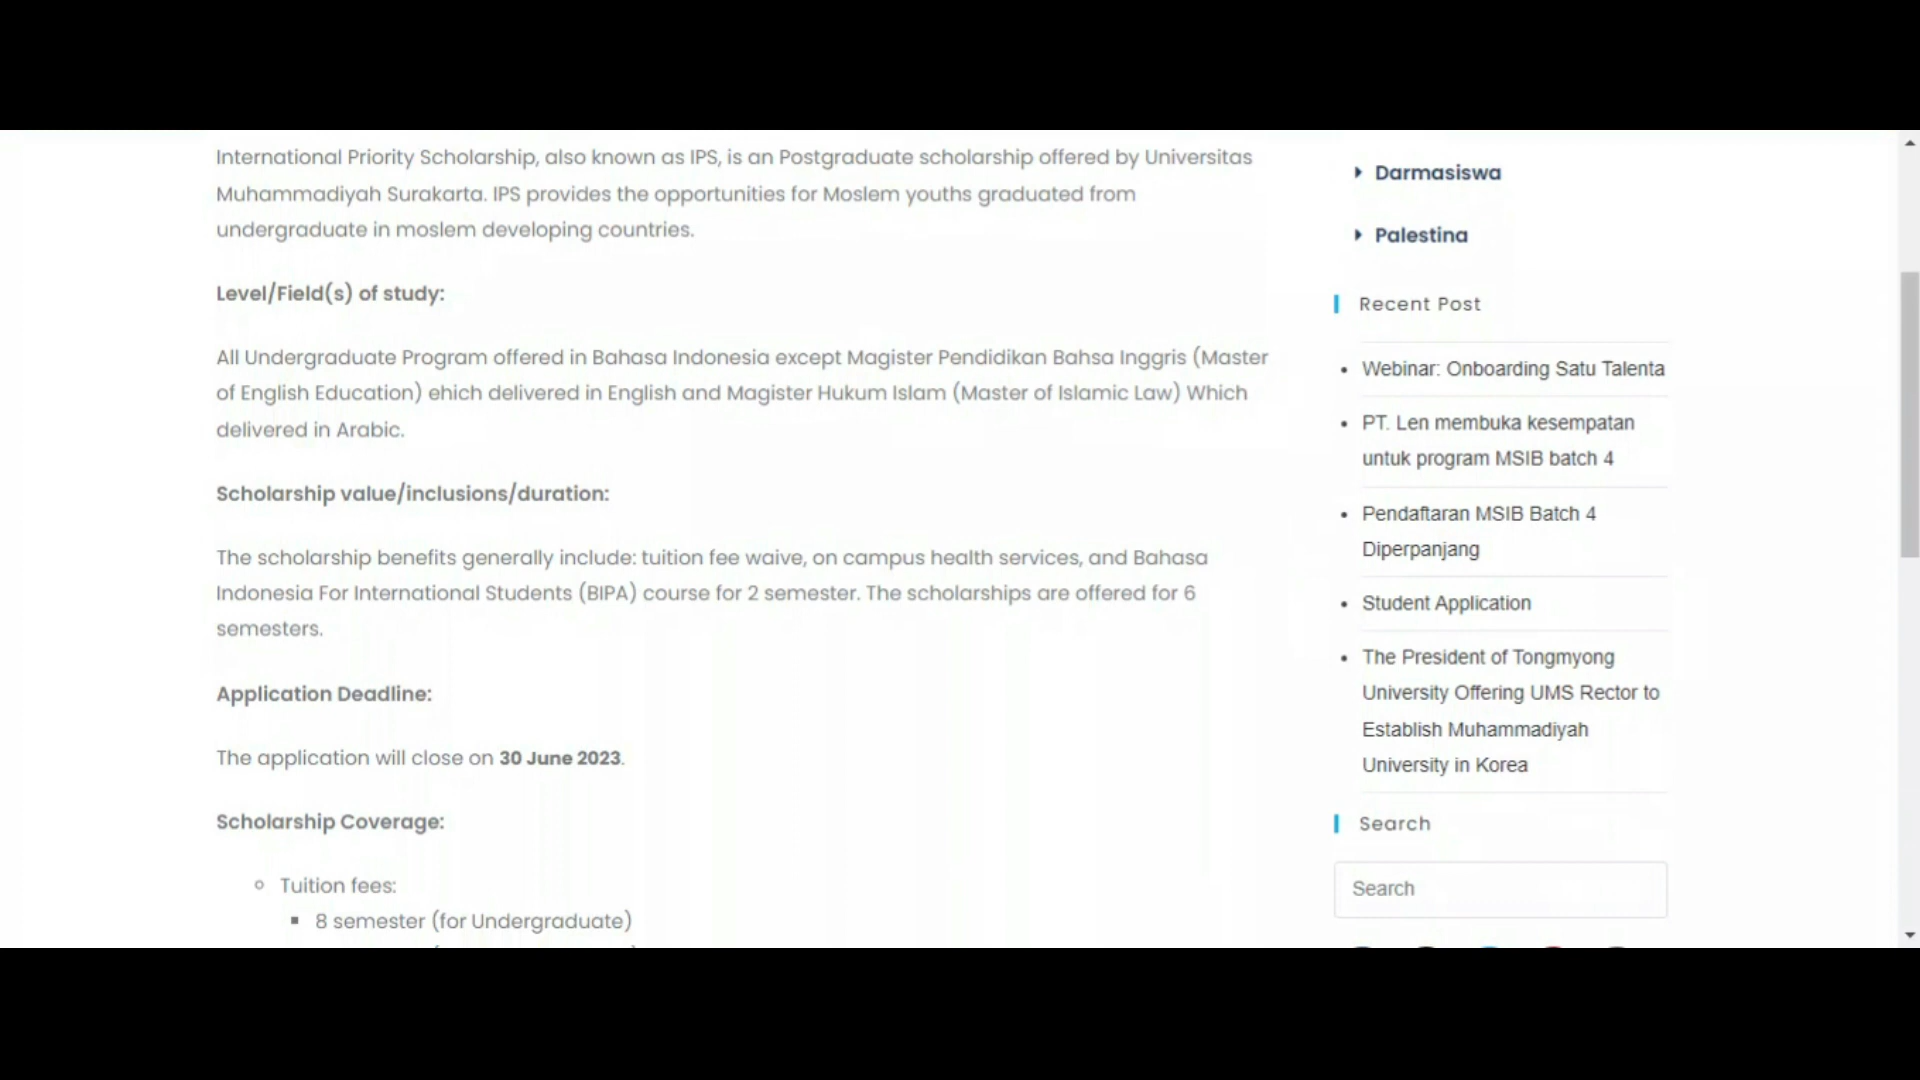 International Priority Scholarship, also known as IPS, is an Postgraduate scholarship offered by Universitas
Muhammadiyah Surakarta. IPS provides the opportunities for Moslem youths graduated from
undergraduate in moslem developing countries.
Level/Field(s) of study:
All Undergraduate Program offered in Bahasa Indonesia except Magister Pendidikan Bahsa Inggris (Master
of English Education) ehich delivered in English and Magister Hukum Islam (Master of Islamic Law) Which
delivered in Arabic.
Scholarship value/inclusions/duration:
The scholarship benefits generally include: tuition fee waive, on campus health services, and Bahasa
Indonesia For International Students (BIPA) course for 2 semester. The scholarships are offered for 6
semesters.
Application Deadline:
The application will close on 30 June 2023.
Scholarship Coverage:
Tuition fees:
8 semester (for Undergraduate)
Darmasiswa
Palestina
Recent Post
Webinar: Onboarding Satu Talenta
PT. Len membuka kesempatan
untuk program MSIB batch 4
Pendaftaran MSIB Batch 4
Diperpanjang
Student Application
The President of Tongmyong
University Offering UMS Rector to
Establish Muhammadiyah
University in Korea
Search
Search